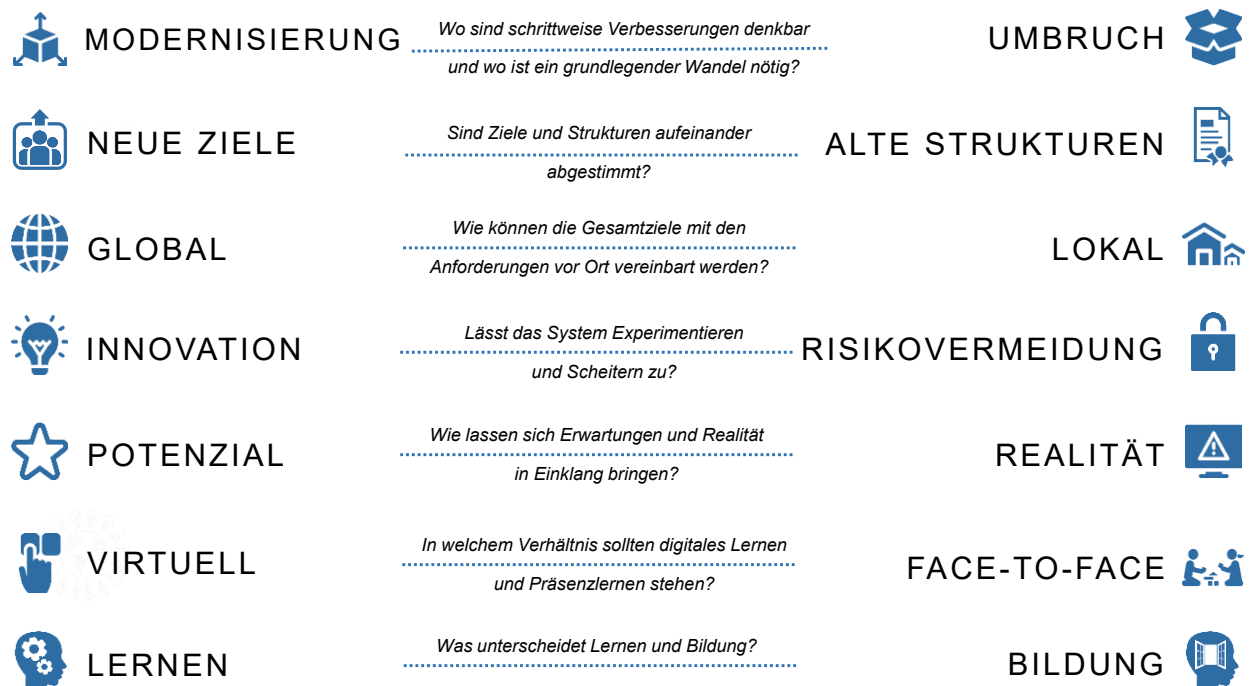 MODERNISIERUNG
Wo sind schrittweise Verbesserungen denkbar
und wo ist ein grundlegender Wandel nötig?
UMBRUCH
NEUE ZIELE
Sind Ziele und Strukturen aufeinander
abgestimmt?
ALTE STRUKTUREN
GLOBAL
Wie können die Gesamtziele mit den
Anforderungen vor Ort vereinbart werden?
LOKAL
INNOVATION
Lässt das System Experimentieren
und Scheitern zu?
RISIKOVERMEIDUNG
POTENZIAL
Wie lassen sich Erwartungen und Realität
in Einklang bringen?
REALITÄT
VIRTUELL
In welchem Verhältnis sollten digitales Lernen
und Präsenzlernen stehen?
FACE-TO-FACE
LERNEN
Was unterscheidet Lernen und Bildung?
BILDUNG